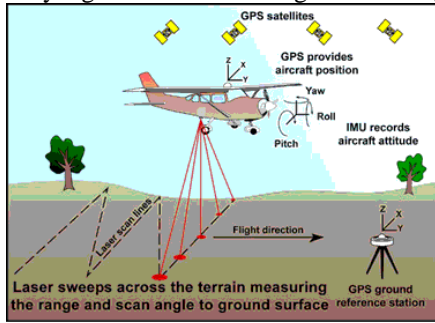 GPS satellites
GPS provides
aircraft position
Z
X
Y
Yaw
Roll
Pitch
IMU records
aircraft attitude
Laser scan lines
Flight direction
Z
X
Y
GPS ground
reference station
Laser sweeps across the terrain measuring
the range and scan angle to ground surface